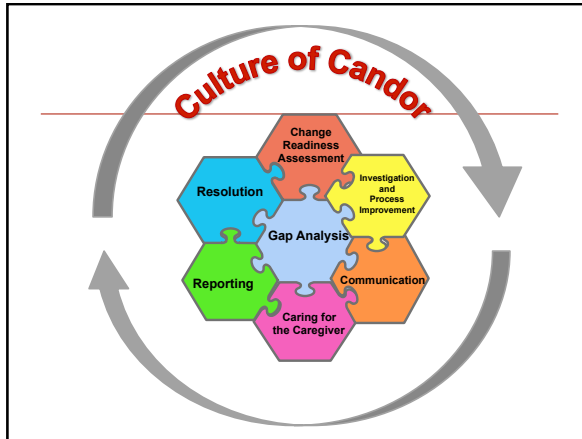 Culture of Candor
Change
Readiness
Assessment
Investigation
and
Process
Improvement
Resolution
Gap Analysis
Reporting
Communication
Caring for
the Caregiver